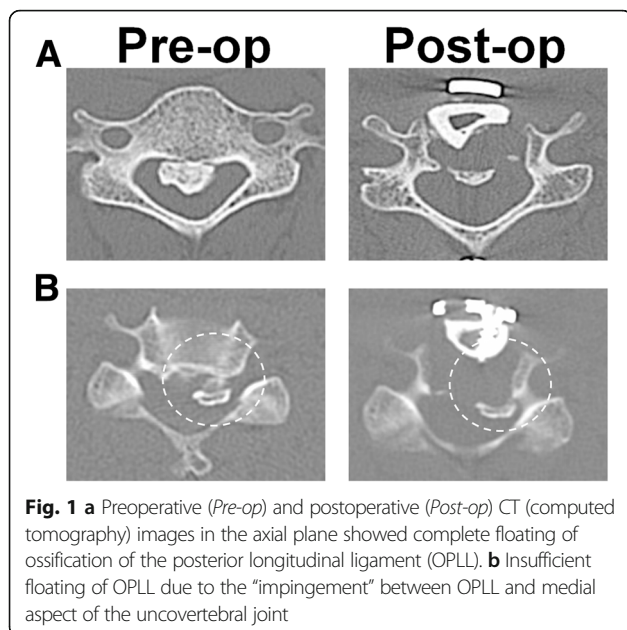 Pre-op Post-op
A
B
Fig. 1 a Preoperative (Pre-op) and postoperative (Post-op) CT (computed
tomography) images in the axial plane showed complete floating of
ossification of the posterior longitudinal ligament (OPLL). b Insufficient
floating of OPLL due to the “impingement” between OPLL and medial
aspect of the uncovertebral joint